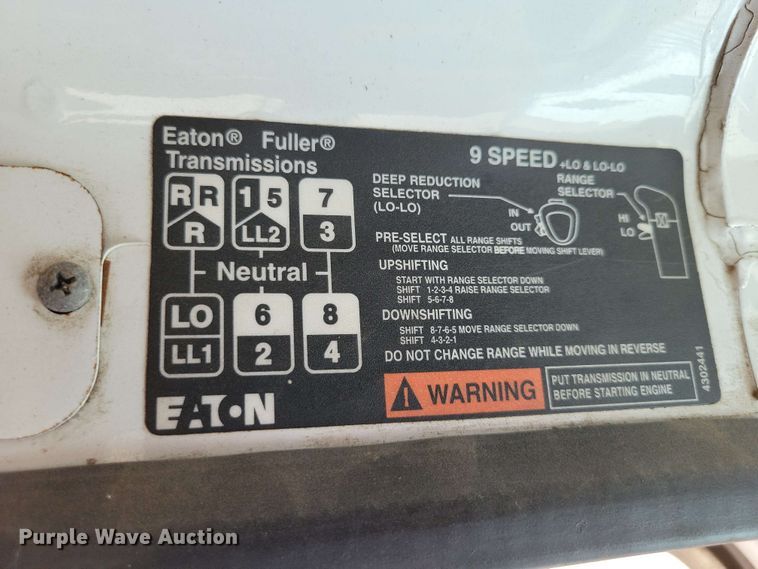 Eaton® Fuller®
Transmissions
R R 1 5 7
R LL2 3
Neutral
LO 6 8
LL1 2 4
EATON
9 SPEED +LO & LO-LO
DEEP REDUCTION
SELECTOR
(LO-LO)
IN
OUT
RANGE
SELECTOR
HI
LO
PRE-SELECT ALL RANGE SHIFTS
(MOVE RANGE SELECTOR BEFORE MOVING SHIFT LEVER)
UPSHIFTING
START WITH RANGE SELECTOR DOWN
SHIFT 1-2-3-4 RAISE RANGE SELECTOR
SHIFT 5-6-7-8
DOWNSHIFTING
SHIFT 8-7-6-5 MOVE RANGE SELECTOR DOWN
SHIFT 4-3-2-1
DO NOT CHANGE RANGE WHILE MOVING IN REVERSE
WARNING
PUT TRANSMISSION IN NEUTRAL
BEFORE STARTING ENGINE
4302441
Purple Wave Auction